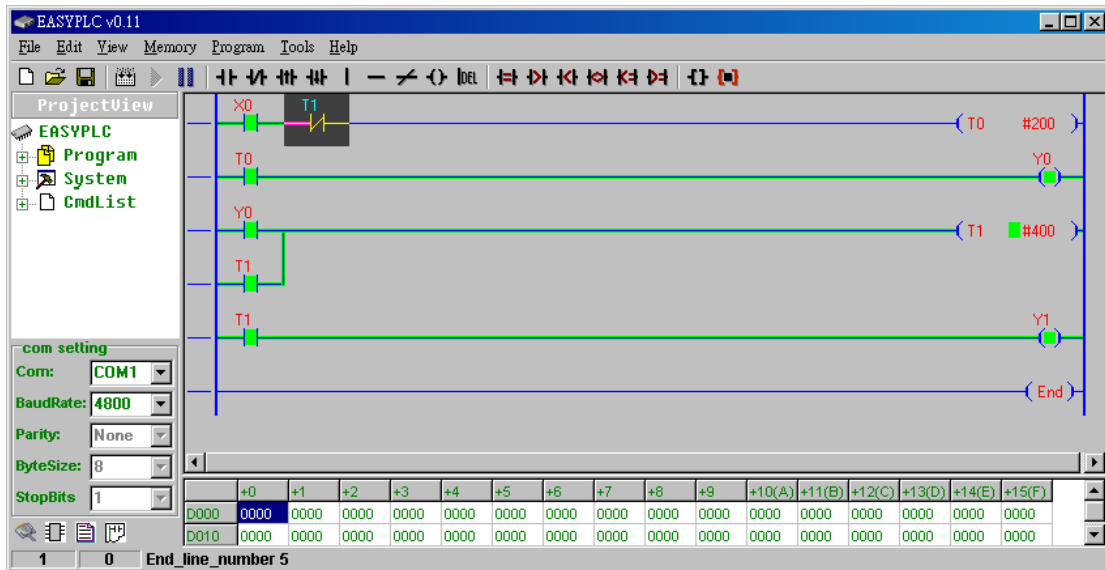 EASYPLC v0.11
File Edit View Memory Program Tools Help
DEL
ProjectView
EASYPLC
Program
System
CmdList
X0 T1
T0 #200
T0 Y0
Y0
T1 #400
T1
T1 Y1
End
com setting
Com: COM1
BaudRate: 4800
Parity: None
ByteSize: 8
StopBits 1
+0 +1 +2 +3 +4 +5 +6 +7 +8 +9 +10(A) +11(B) +12(C) +13(D) +14(E) +15(F)
D000 0000 0000 0000 0000 0000 0000 0000 0000 0000 0000 0000 0000 0000 0000 0000 0000
D010 0000 0000 0000 0000 0000 0000 0000 0000 0000 0000 0000 0000 0000 0000 0000 0000
1 0 End_line_number 5